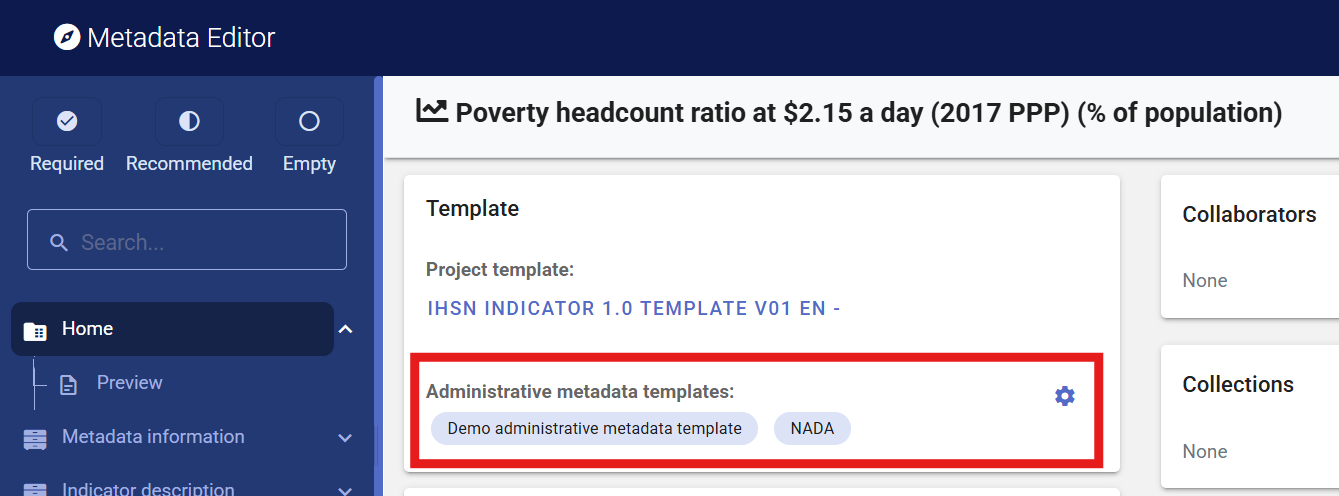 Metadata Editor
Required
Recommended
Empty
Search...
Home
Preview
Metadata information
Indicator description
Poverty headcount ratio at $2.15 a day (2017 PPP) (% of population)
Template
Project template:
IHSN INDICATOR 1.0 TEMPLATE V01 EN -
Administrative metadata templates:
Demo administrative metadata template
NADA
Collaborators
None
Collections
None